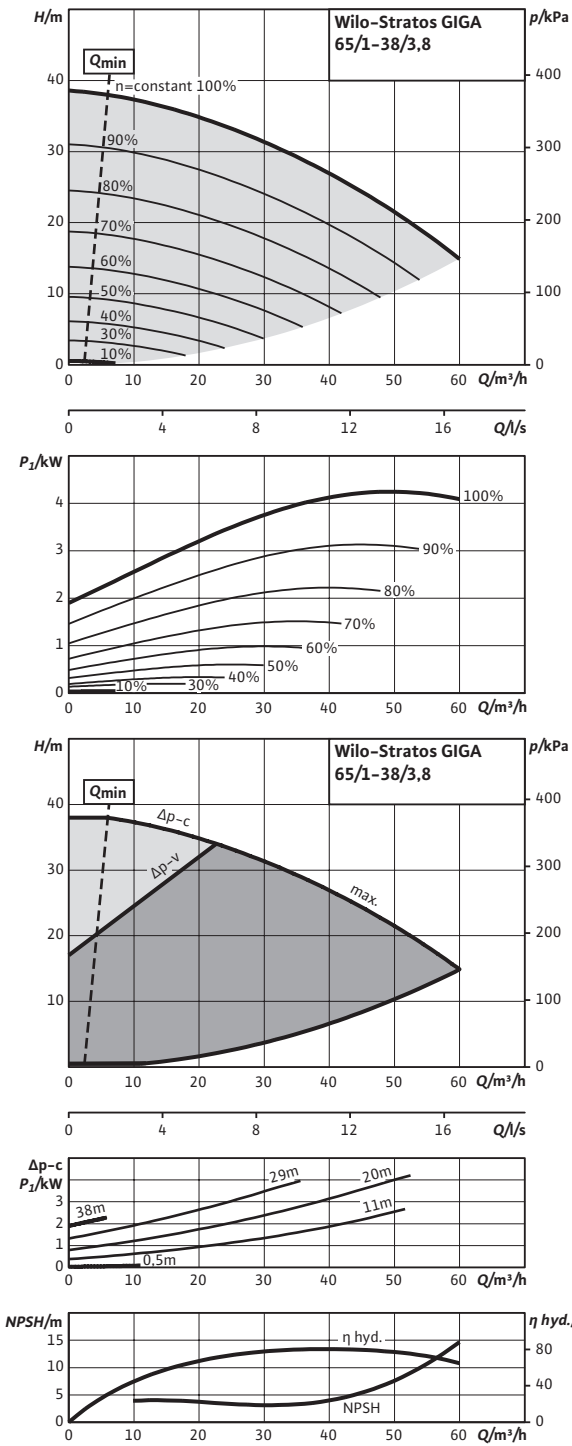 H/m
p/kPa
Wilo-Stratos GIGA
65/1-38/3,8
Qmin
n=constant 100%
90%
80%
70%
60%
50%
40%
30%
10%
40
30
20
10
0
400
300
200
100
0
0 10 20 30 40 50 60 Q/m³/h
0 4 8 12 16 Q/l/s
P1/kW
4
3
2
1
0
100%
90%
80%
70%
60%
50%
40%
30%
10%
0 10 20 30 40 50 60 Q/m³/h
H/m
p/kPa
Wilo-Stratos GIGA
65/1-38/3,8
Qmin
Δp-c
Δp-v
max.
40
30
20
10
400
300
200
100
0
0 10 20 30 40 50 60 Q/m³/h
0 4 8 12 16 Q/l/s
Δp-c
P1/kW
3
2
1
0
38m
29m
20m
11m
0,5m
0 10 20 30 40 50 60 Q/m³/h
NPSH/m
η hyd./
15
10
5
0
80
40
0
η hyd.
NPSH
0 10 20 30 40 50 60 Q/m³/h